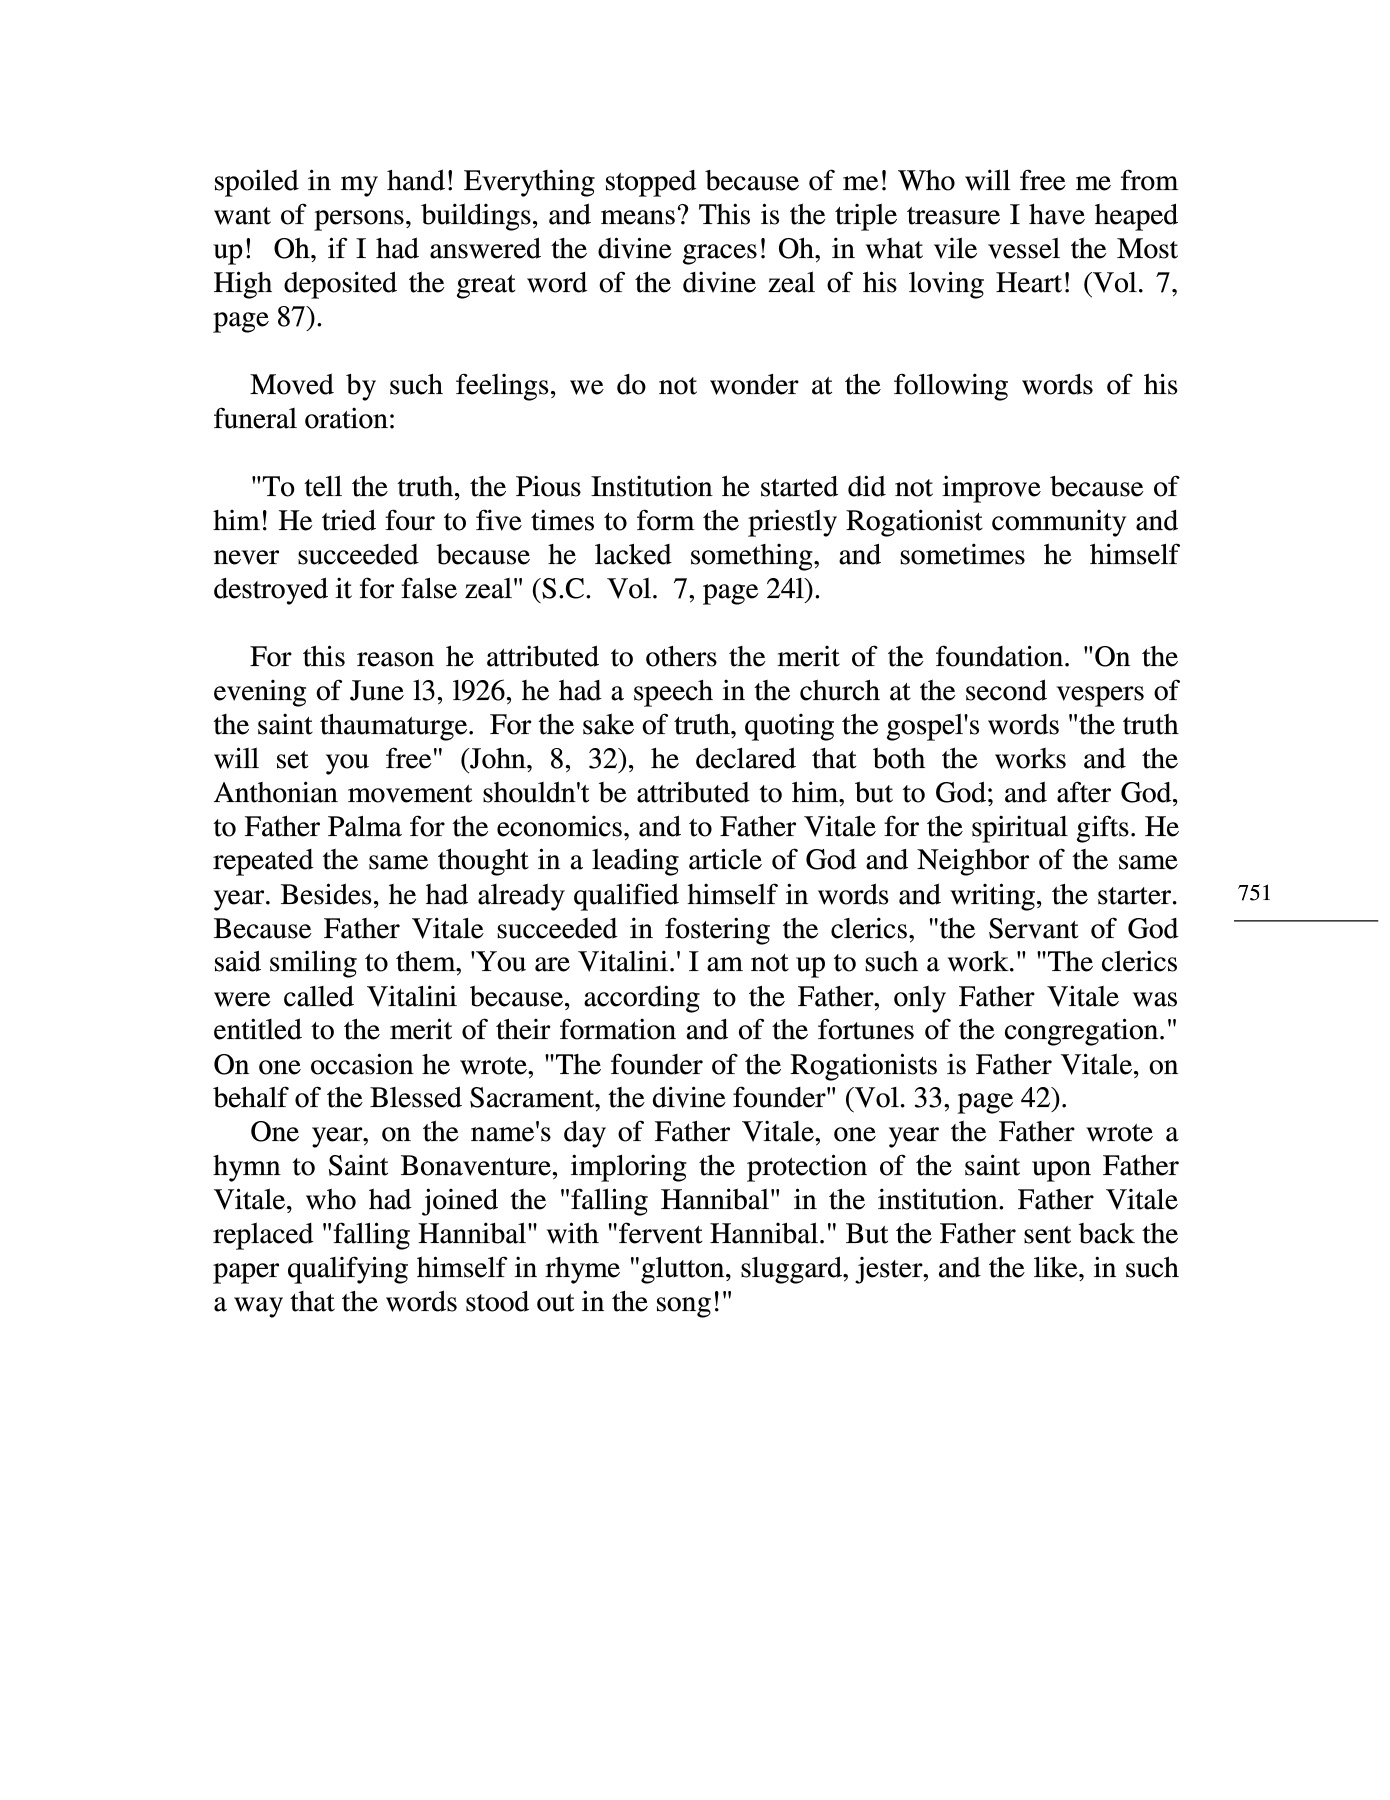 spoiled in my hand! Everything stopped because of me! Who will free me from
want of persons, buildings, and means? This is the triple treasure I have heaped
up!  Oh, if I had answered the divine graces! Oh, in what vile vessel the Most
High deposited the great word of the divine zeal of his loving Heart! (Vol. 7,
page 87).
Moved by such feelings, we do not wonder at the following words of his
funeral oration:
"To tell the truth, the Pious Institution he started did not improve because of
him! He tried four to five times to form the priestly Rogationist community and
never succeeded because he lacked something, and sometimes he himself
destroyed it for false zeal" (S.C.  Vol.  7, page 24l).
For this reason he attributed to others the merit of the foundation. "On the
evening of June l3, l926, he had a speech in the church at the second vespers of
the saint thaumaturge.  For the sake of truth, quoting the gospel's words "the truth
will set you free" (John, 8, 32), he declared that both the works and the
Anthonian movement shouldn't be attributed to him, but to God; and after God,
to Father Palma for the economics, and to Father Vitale for the spiritual gifts. He
repeated the same thought in a leading article of God and Neighbor of the same
year. Besides, he had already qualified himself in words and writing, the starter.
751
Because Father Vitale succeeded in fostering the clerics, "the Servant of God
said smiling to them, 'You are Vitalini.' I am not up to such a work." "The clerics
were called Vitalini because, according to the Father, only Father Vitale was
entitled to the merit of their formation and of the fortunes of the congregation."
On one occasion he wrote, "The founder of the Rogationists is Father Vitale, on
behalf of the Blessed Sacrament, the divine founder" (Vol. 33, page 42).
One year, on the name's day of Father Vitale, one year the Father wrote a
hymn to Saint Bonaventure, imploring the protection of the saint upon Father
Vitale, who had joined the "falling Hannibal" in the institution. Father Vitale
replaced "falling Hannibal" with "fervent Hannibal." But the Father sent back the
paper qualifying himself in rhyme "glutton, sluggard, jester, and the like, in such
a way that the words stood out in the song!"